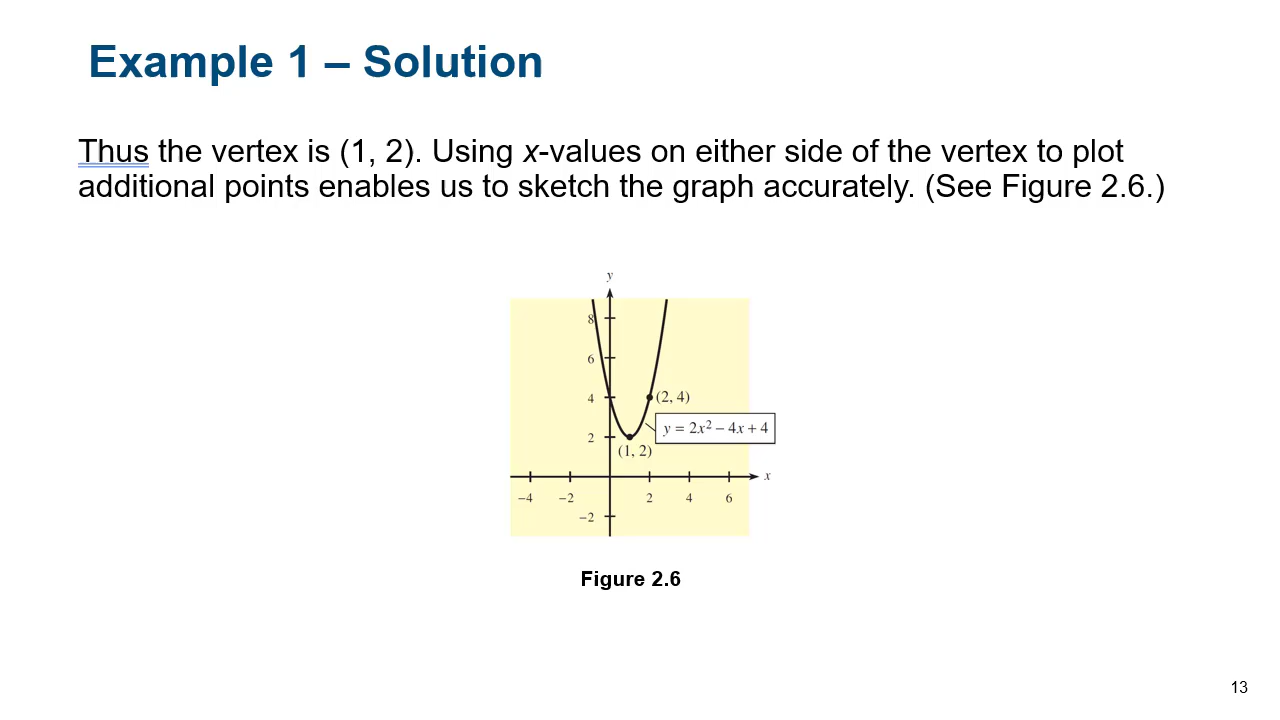 Example 1 – Solution
Thus the vertex is (1, 2). Using x-values on either side of the vertex to plot
additional points enables us to sketch the graph accurately. (See Figure 2.6.)
y
8
6
4
(2, 4)
y = 2x² − 4x + 4
2
(1, 2)
x
−4
−2
2
4
6
−2
Figure 2.6
13